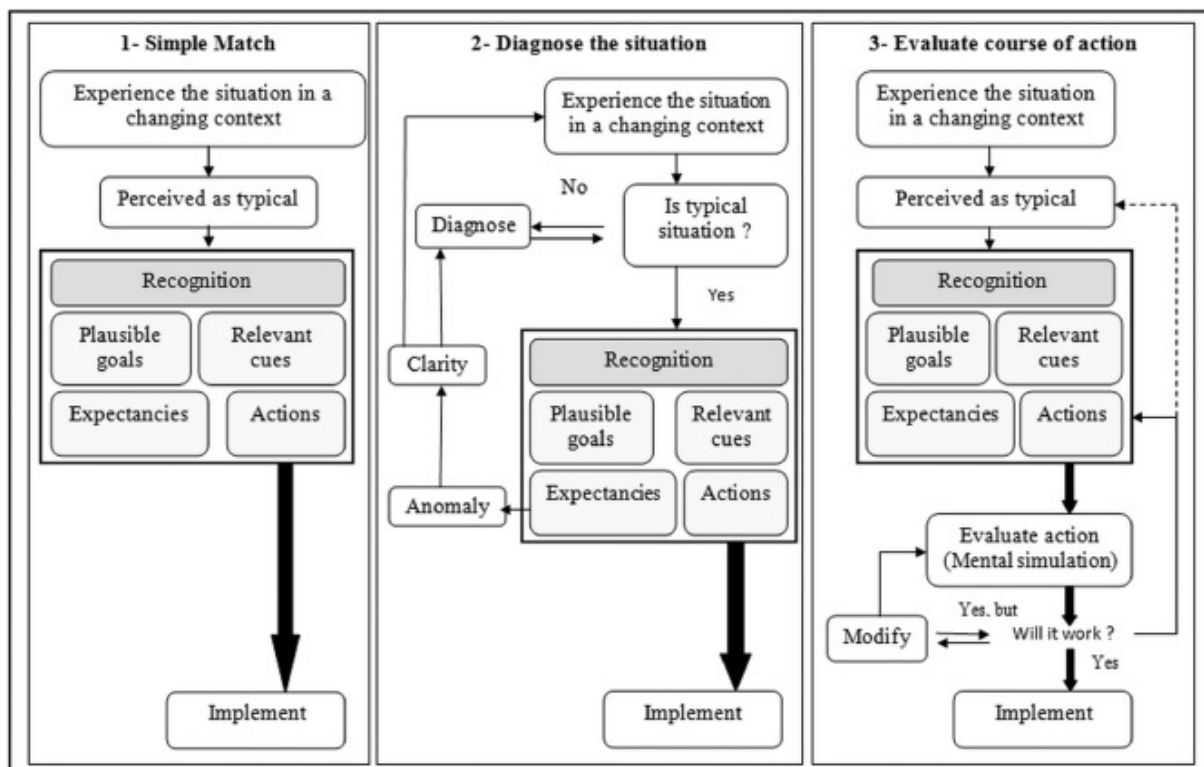 1- Simple Match
Experience the situation in a
changing context
Perceived as typical
Recognition
Plausible
goals
Relevant
cues
Expectancies
Actions
Implement
2- Diagnose the situation
Experience the situation
in a changing context
No
Diagnose
Is typical
situation ?
Yes
Recognition
Clarity
Plausible
goals
Relevant
cues
Anomaly
Expectancies
Actions
Implement
3- Evaluate course of action
Experience the situation
in a changing context
Perceived as typical
Recognition
Plausible
goals
Relevant
cues
Expectancies
Actions
Evaluate action
(Mental simulation)
Yes, but
Modify
Will it work ?
Yes
Implement